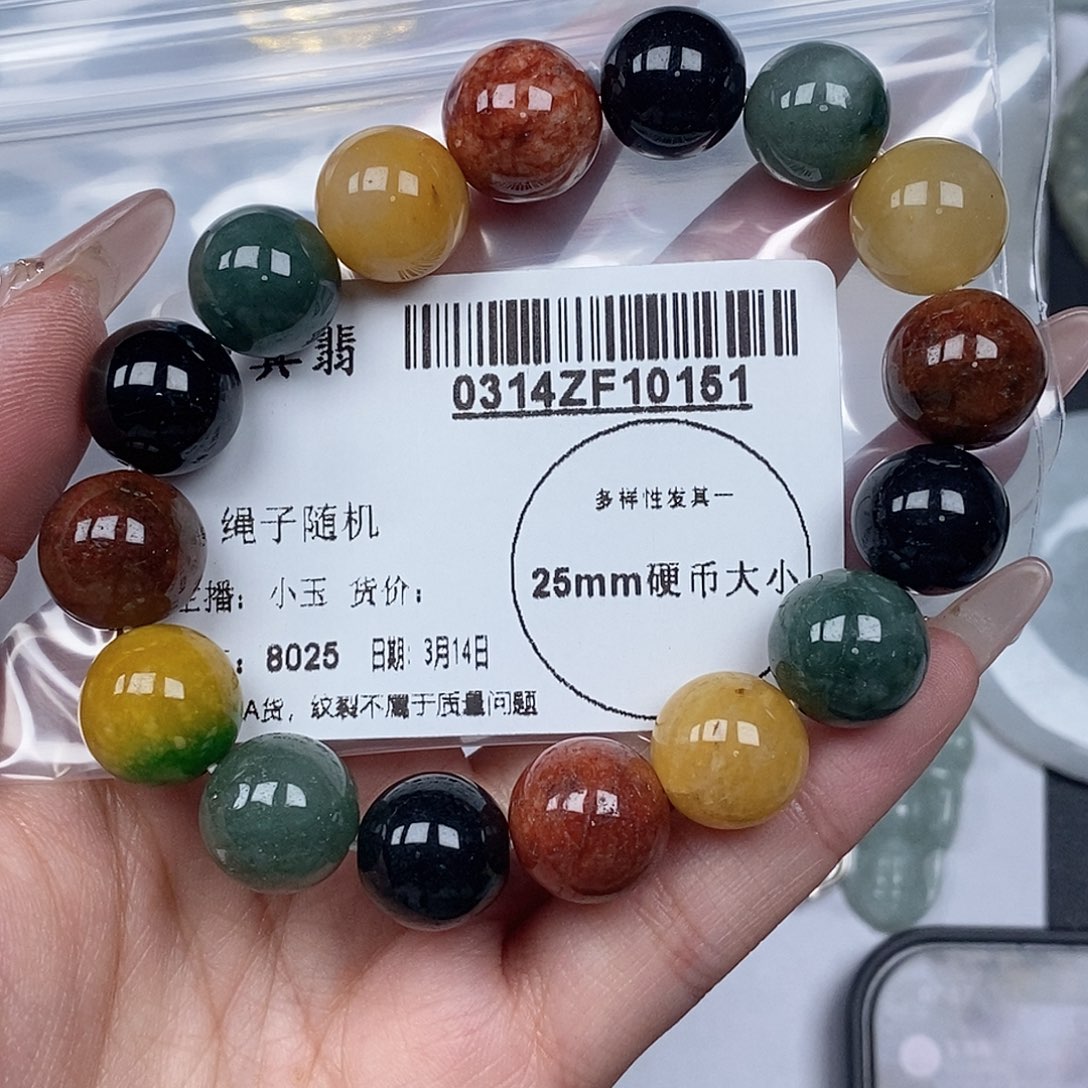 翡
0314ZF10151
多样性发其一
25mm硬币大小
绳子随机
主播: 小玉 货价:
: 8025 日期: 3月14日
A货, 纹裂不属于质量问题